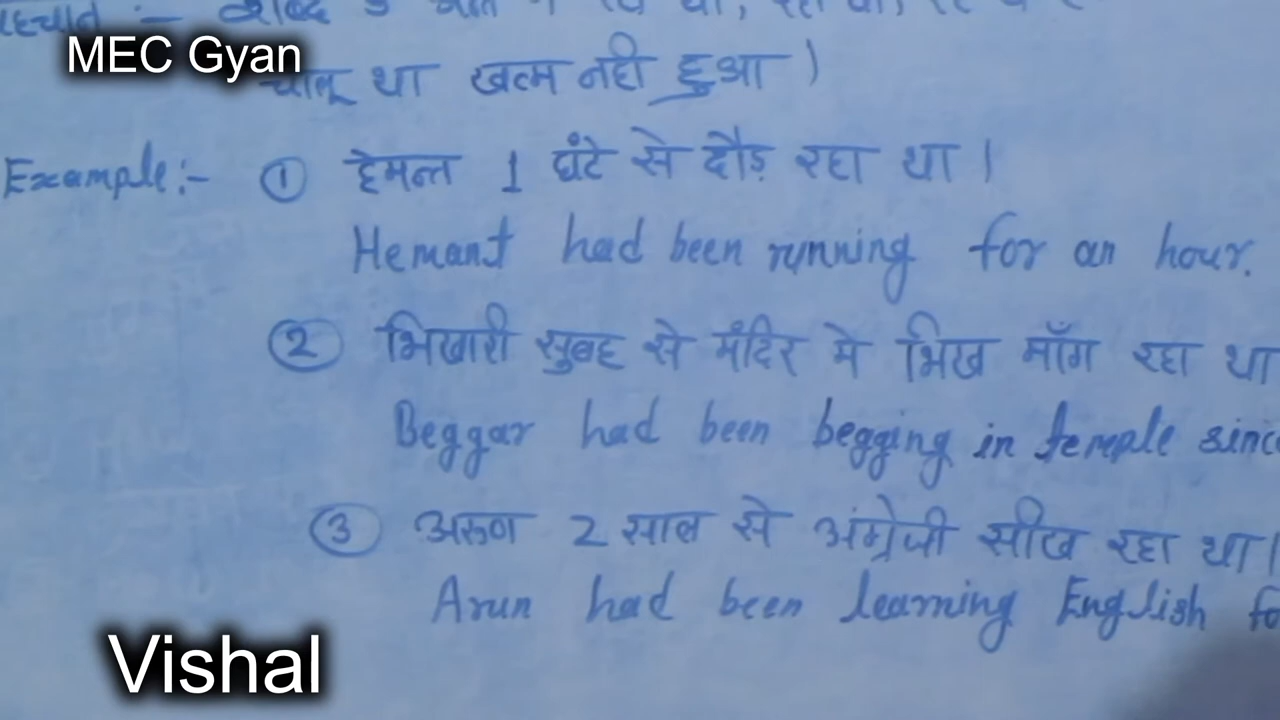 MEC Gyan
चालू था खत्म नही हुआ )
Example:- ① हेमन्त 1 घंटे से दौड़ रहा था।
Hemant had been running for an hour.
② भिखारी सुबह से मंदिर मे भिख माँग रहा था
Beggar had been begging in temple since
③ अरुण 2 साल से अंग्रेजी सीख रहा था।
Arun had been learning English fo
Vishal